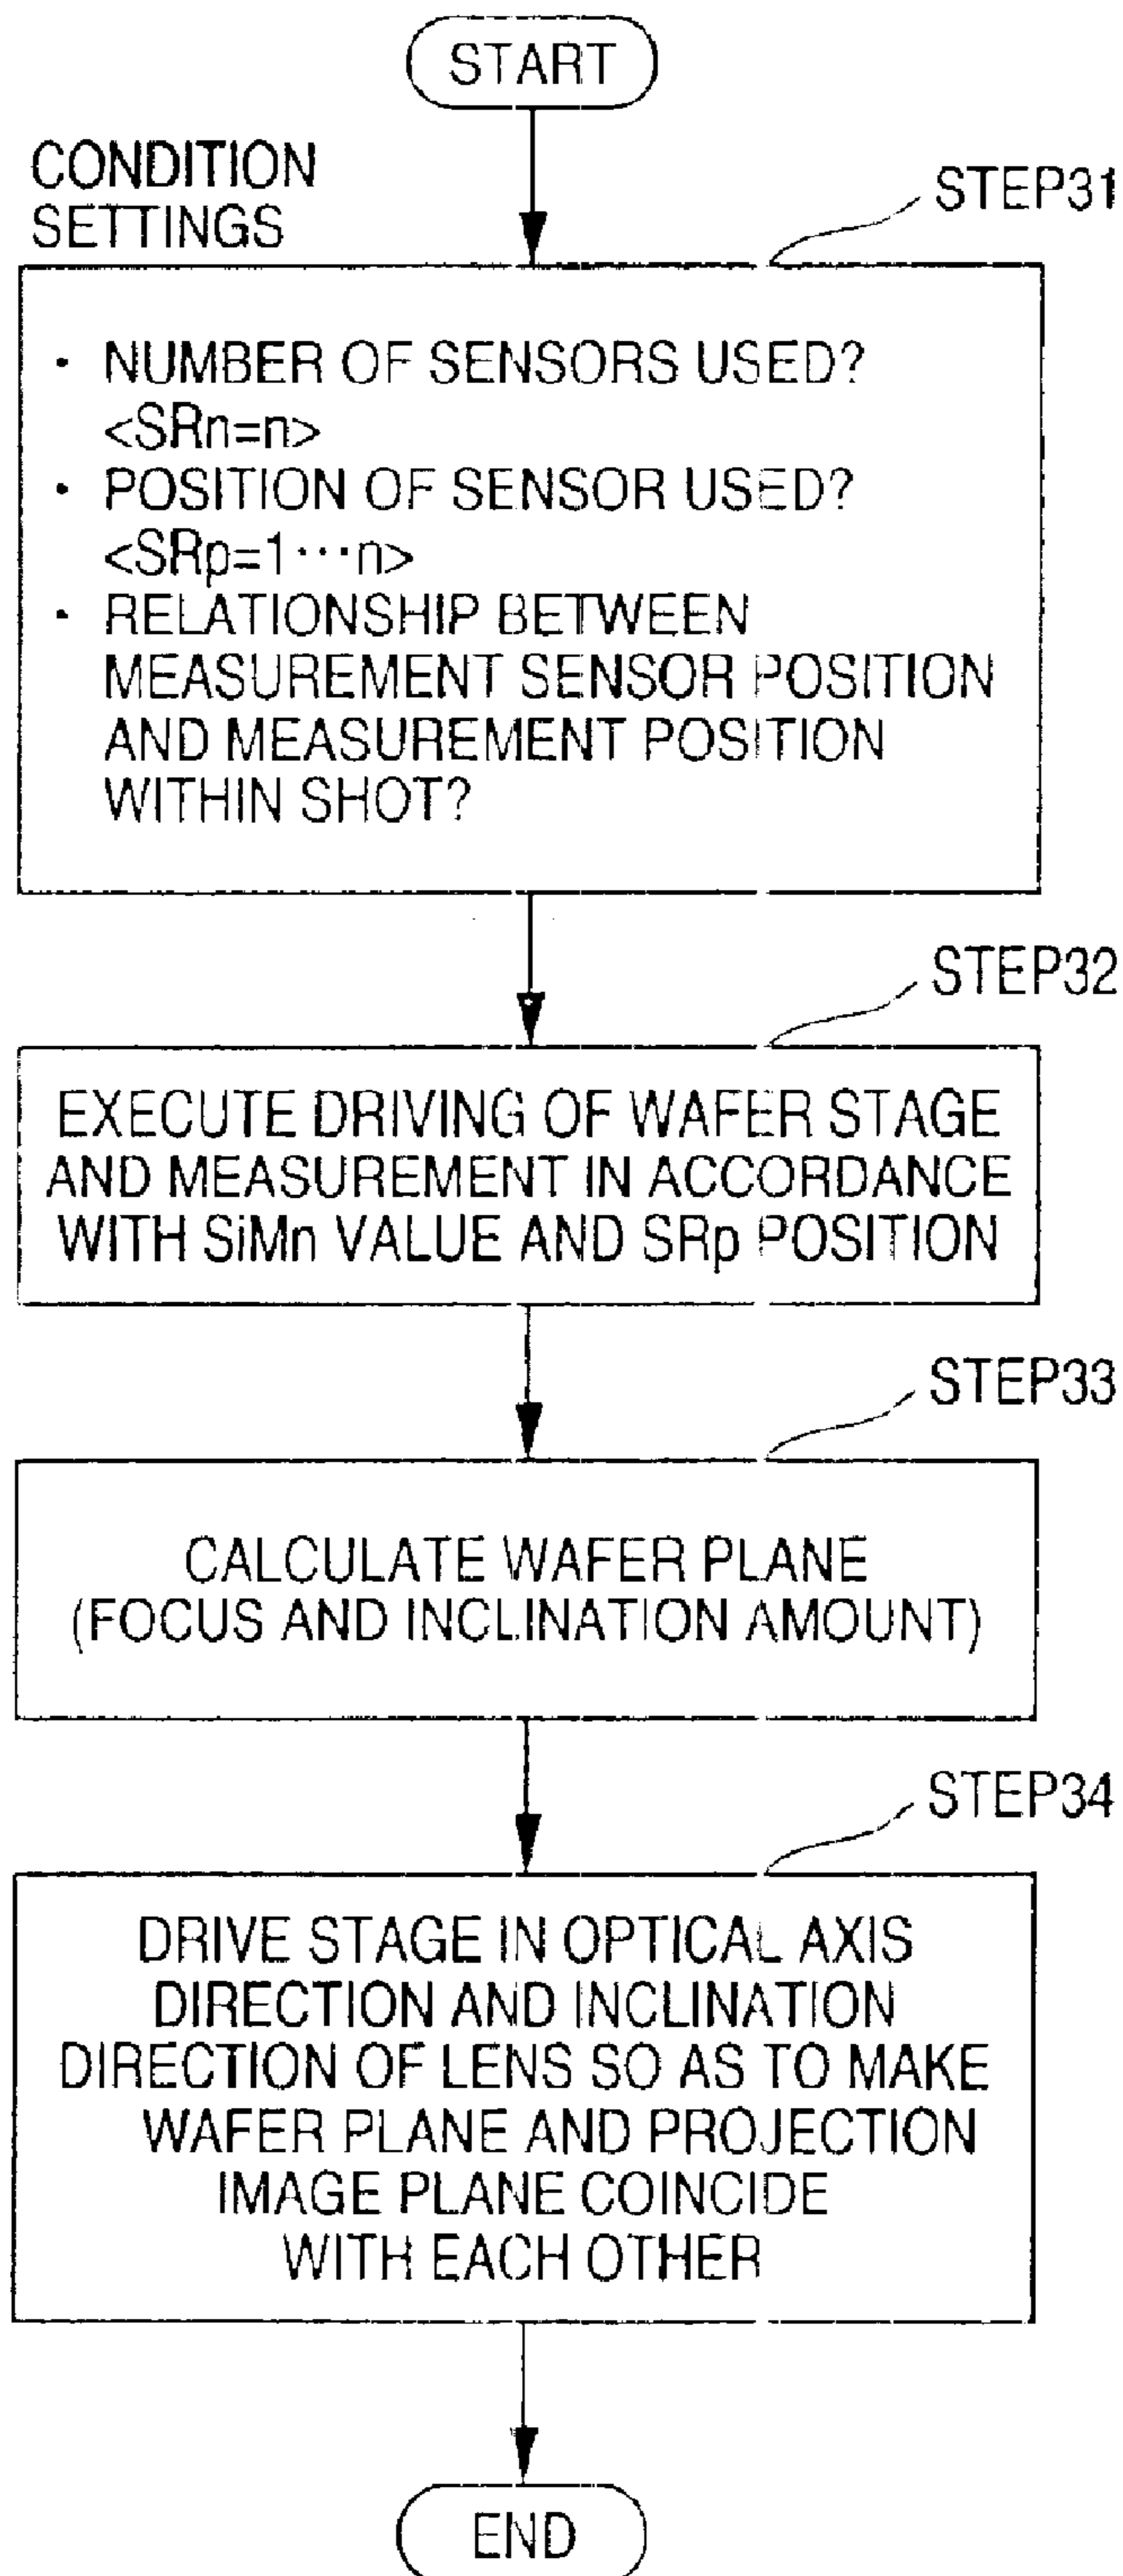 START
CONDITION
SETTINGS
STEP31
· NUMBER OF SENSORS USED?
<SRn=n>
· POSITION OF SENSOR USED?
<SRp=1···n>
· RELATIONSHIP BETWEEN
MEASUREMENT SENSOR POSITION
AND MEASUREMENT POSITION
WITHIN SHOT?
STEP32
EXECUTE DRIVING OF WAFER STAGE
AND MEASUREMENT IN ACCORDANCE
WITH SiMn VALUE AND SRp POSITION
STEP33
CALCULATE WAFER PLANE
(FOCUS AND INCLINATION AMOUNT)
STEP34
DRIVE STAGE IN OPTICAL AXIS
DIRECTION AND INCLINATION
DIRECTION OF LENS SO AS TO MAKE
WAFER PLANE AND PROJECTION
IMAGE PLANE COINCIDE
WITH EACH OTHER
END